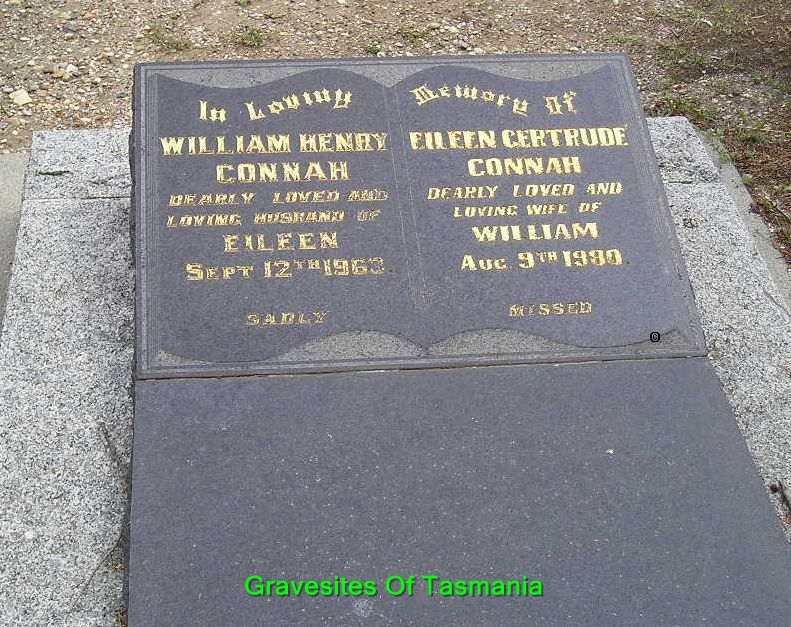 In Loving Memory Of
WILLIAM HENRY
CONNAH
DEARLY LOVED AND
LOVING HUSBAND OF
EILEEN
SEPT 12TH 1963.
SADLY
EILEEN GERTRUDE
CONNAH
DEARLY LOVED AND
LOVING WIFE OF
WILLIAM
AUG. 9TH 1980.
MISSED
©
Gravesites Of Tasmania